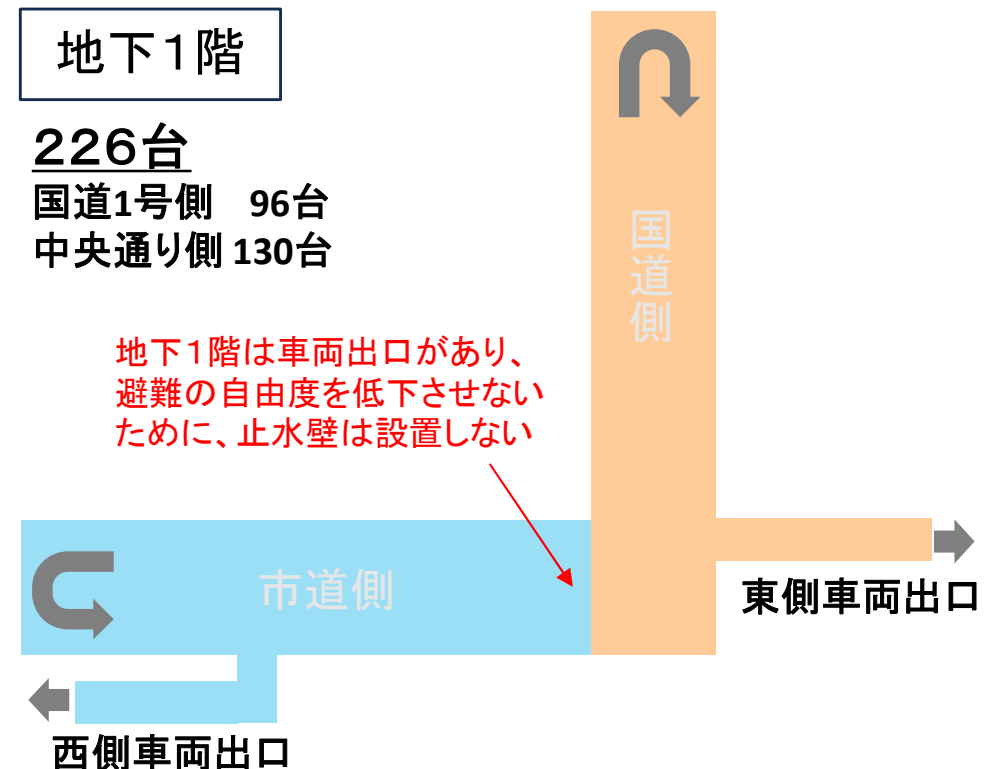 地下1階
226台
国道1号側　96台
中央通り側 130台
国道側
地下１階は車両出口があり、
避難の自由度を低下させない
ために、止水壁は設置しない
市道側
東側車両出口
西側車両出口